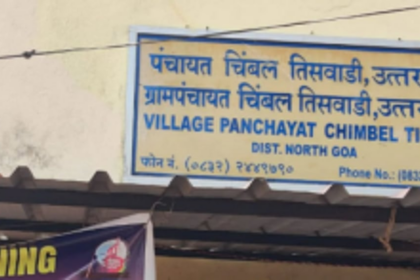 पंचायत चिंबल तिसवाडी,उत्तर
ग्रामपंचायत चिंबल तिसवाडी,उत्त
VILLAGE PANCHAYAT CHIMBEL TI
DIST. NORTH GOA
फोन नं. (०८३२) २४४९७९० Phone No.: (083
NING